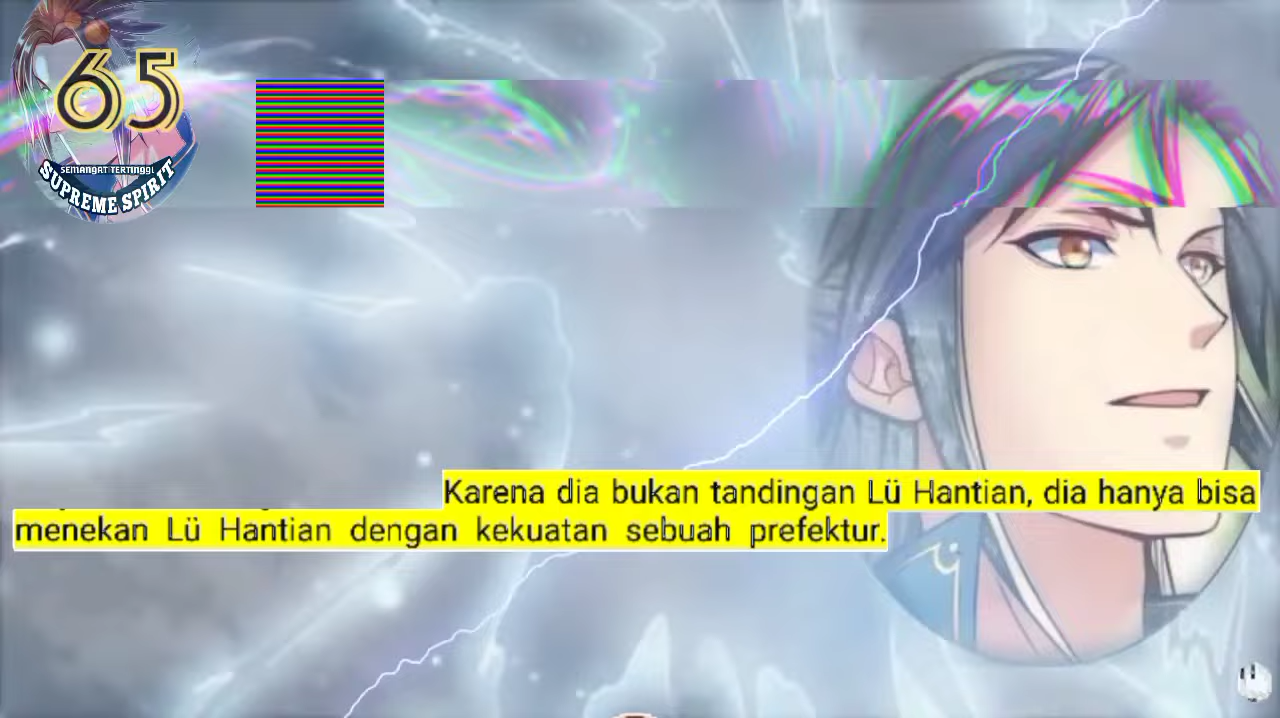 65
SEMANGAT TERTINGGI
SUPREME SPIRIT
Karena dia bukan tandingan Lü Hantian, dia hanya bisa
menekan Lü Hantian dengan kekuatan sebuah prefektur.